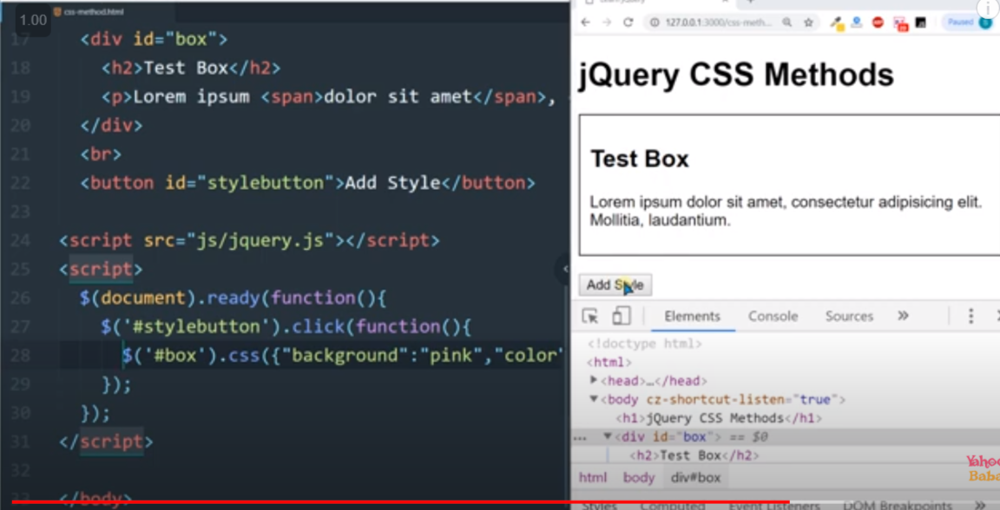 1.00
css-method.html
17 <div id="box">
18 <h2>Test Box</h2>
19 <p>Lorem ipsum <span>dolor sit amet</span>,
20 </div>
21 <br>
22 <button id="stylebutton">Add Style</button>
23
24 <script src="js/jquery.js"></script>
25 <script>
26 $(document).ready(function(){
27 $('#stylebutton').click(function(){
28 $('#box').css({"background":"pink","color"
29 });
30 });
31 </script>
32
33 </body>
127.0.0.1:3000/css-meth...
Paused
jQuery CSS Methods
Test Box
Lorem ipsum dolor sit amet, consectetur adipisicing elit.
Mollitia, laudantium.
Add Style
Elements Console Sources »
<!doctype html>
<html>
<head>…</head>
<body cz-shortcut-listen="true">
<h1>jQuery CSS Methods</h1>
... <div id="box"> == $0
<h2>Test Box</h2>
html body div#box
Styles Computed Event Listeners DOM Breakpoints »
Yahoo
Baba